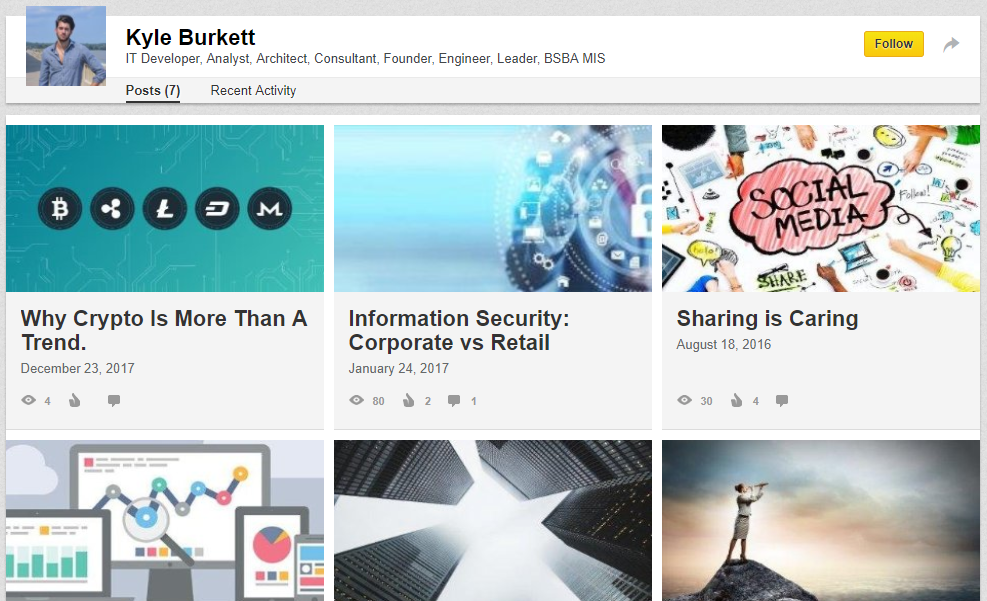 Kyle Burkett
IT Developer, Analyst, Architect, Consultant, Founder, Engineer, Leader, BSBA MIS
Follow
Posts (7)
Recent Activity
SOCIAL
MEDIA
Follow!
hello!
SHARE
Why Crypto Is More Than A
Trend.
December 23, 2017
4
Information Security:
Corporate vs Retail
January 24, 2017
80 2 1
Sharing is Caring
August 18, 2016
30 4